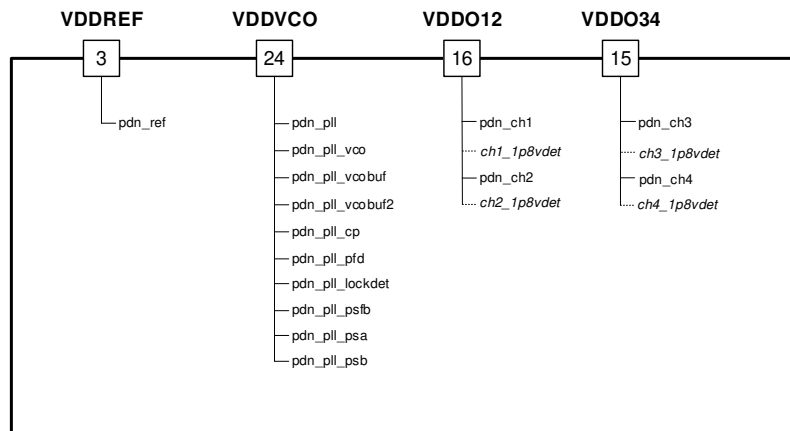 VDDREF
VDDVCO
VDDO12
VDDO34
3
24
16
15
pdn_ref
pdn_pll
pdn_pll_vco
pdn_pll_vcobuf
pdn_pll_vcobuf2
pdn_pll_cp
pdn_pll_pfd
pdn_pll_lockdet
pdn_pll_psfb
pdn_pll_psa
pdn_pll_psb
pdn_ch1
ch1_1p8vdet
pdn_ch2
ch2_1p8vdet
pdn_ch3
ch3_1p8vdet
pdn_ch4
ch4_1p8vdet